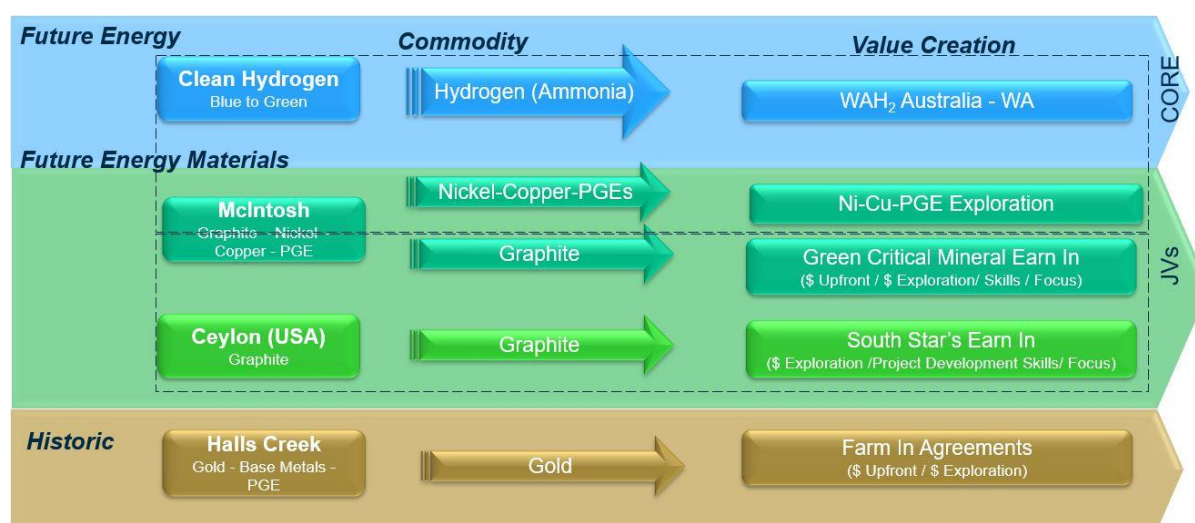 Future Energy
Commodity
Value Creation
Clean Hydrogen
Blue to Green
Hydrogen (Ammonia)
WAH₂ Australia - WA
CORE
Future Energy Materials
McIntosh
Graphite - Nickel -
Copper - PGE
Nickel-Copper-PGEs
Ni-Cu-PGE Exploration
Graphite
Green Critical Mineral Earn In
($ Upfront / $ Exploration/ Skills / Focus)
JVs
Ceylon (USA)
Graphite
Graphite
South Star's Earn In
($ Exploration /Project Development Skills/ Focus)
Historic
Halls Creek
Gold - Base Metals -
PGE
Gold
Farm In Agreements
($ Upfront / $ Exploration)